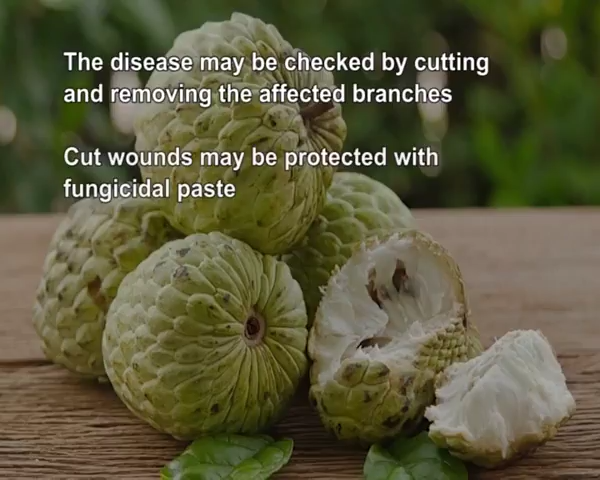 The disease may be checked by cutting
and removing the affected branches
Cut wounds may be protected with
fungicidal paste